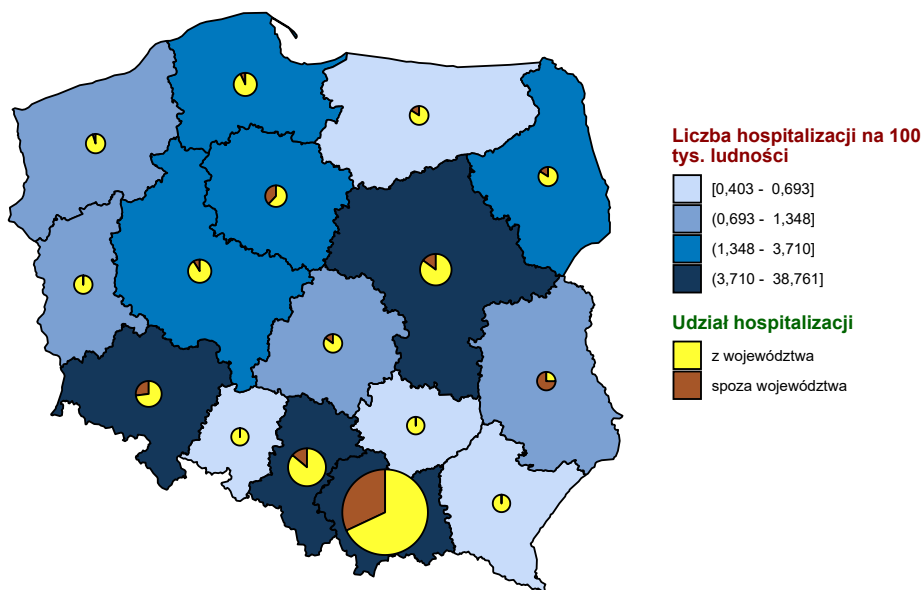 Liczba hospitalizacji na 100
tys. ludności
[0,403 - 0,693]
(0,693 - 1,348]
(1,348 - 3,710]
(3,710 - 38,761]
Udział hospitalizacji
z województwa
spoza województwa